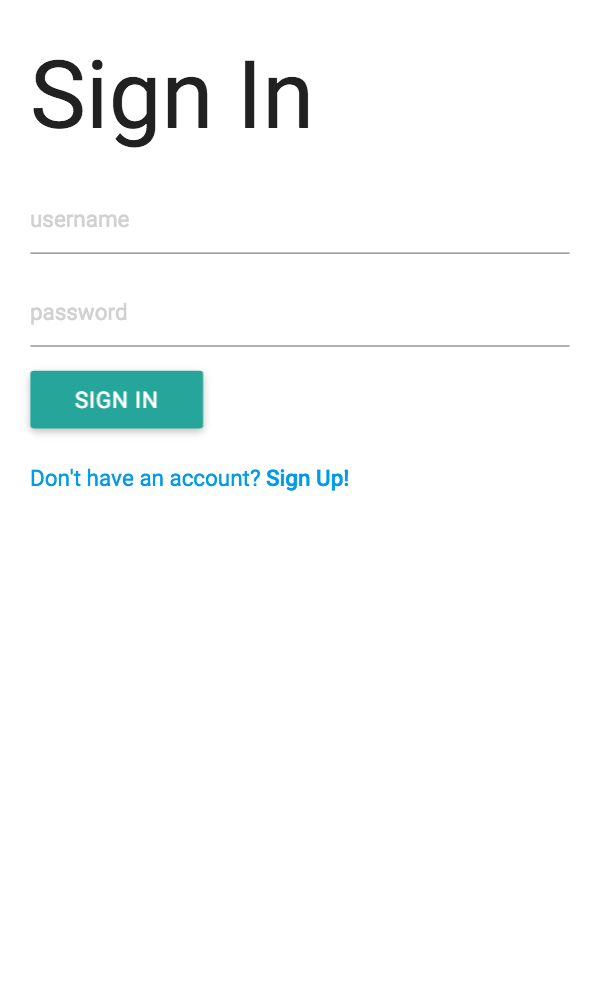 Sign In
username
password
SIGN IN
Don't have an account? Sign Up!